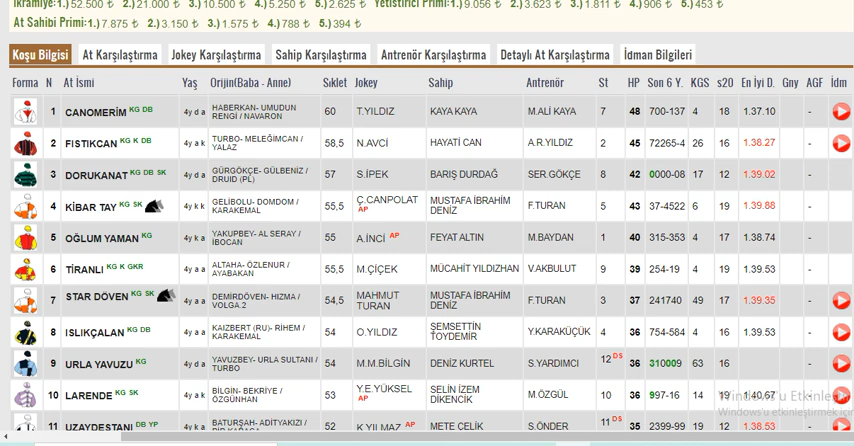 İkramiye:1.) 52.500 ₺ 2.) 21.000 ₺ 3.) 10.500 ₺ 4.) 5.250 ₺ 5.) 2.625 ₺ Yetiştirici Primi:1.) 9.056 ₺ 2.) 3.623 ₺ 3.) 1.811 ₺ 4.) 906 ₺ 5.) 453 ₺
At Sahibi Primi:1.) 7.875 ₺ 2.) 3.150 ₺ 3.) 1.575 ₺ 4.) 788 ₺ 5.) 394 ₺
Koşu Bilgisi At Karşılaştırma Jokey Karşılaştırma Sahip Karşılaştırma Antrenör Karşılaştırma Detaylı At Karşılaştırma İdman Bilgileri
Forma N At İsmi Yaş Orijin(Baba - Anne) Sıklet Jokey Sahip Antrenör St HP Son 6 Y. KGS s20 En İyi D. Gny AGF İdm
1 CANOMERİM KG DB 4y d a HABERKAN- UMUDUN RENGİ / NAVARON 60 T.YILDIZ KAYA KAYA M.ALİ KAYA 7 48 700-137 4 18 1.37.10 -
2 FISTIKCAN KG K DB 4y a k TURBO- MELEĞİMCAN / YALAZ 58,5 N.AVCİ HAYATİ CAN A.R.YILDIZ 2 45 72265-4 26 16 1.38.27 -
3 DORUKANAT KG DB SK 4y d a GÜRGÖKÇE- GÜLBENİZ / DRUID (PL) 57 S.İPEK BARIŞ DURDAĞ SER.GÖKÇE 8 42 0000-08 17 12 1.39.02 -
4 KİBAR TAY KG SK 4y k k GELİBOLU- DOMDOM / KARAKEMAL 55,5 Ç.CANPOLAT AP MUSTAFA İBRAHİM DENİZ F.TURAN 5 43 37-4522 6 19 1.39.88 -
5 OĞLUM YAMAN KG 4y k a YAKUPBEY- AL SERAY / İBOCAN 55 A.İNCİ AP FEYAT ALTIN M.BAYDAN 1 40 315-353 4 17 1.38.74 -
6 TİRANLI KG K GKR 4y a a ALTAHA- ÖZLENUR / AYABAKAN 55,5 M.ÇİÇEK MÜCAHİT YILDIZHAN V.AKBULUT 9 39 254-19 4 19 1.39.53 -
7 STAR DÖVEN KG SK 4y a a DEMİRDÖVEN- HIZMA / VOLGA 2 54,5 MAHMUT TURAN MUSTAFA İBRAHİM DENİZ F.TURAN 3 37 241740 49 17 1.39.35 -
8 ISLIKÇALAN KG DB 4y a a KAIZBERT (RU)- RİHEM / KARAKEMAL 54 O.YILDIZ ŞEMSETTİN TOYDEMİR Y.KARAKÜÇÜK 4 36 754-584 4 16 1.39.53 -
9 URLA YAVUZU KG 4y d a YAVUZBEY- URLA SULTANI / TURBO 54 M.M.BİLGİN DENİZ KURTEL S.YARDIMCI 12 DS 36 310009 63 16 -
10 LARENDE KG SK 4y a k BİLGİN- BEKRİYE / ÖZGÜNHAN 53 Y.E.YÜKSEL AP SELİN İZEM DİKENCİK M.ÖZGÜL 10 36 997-16 14 19 1.40.67 -
11 UZAYDESTANI DB YP 4y k a BATURŞAH- ADİTYAKIZI / 52 K.YILMAZ AP METE ÇELİK S.ÖNDER 11 DS 35 2399-99 19 12 1.38.53 -
Windows'u Etkinleştir
Windows'u etkinleştirmek için